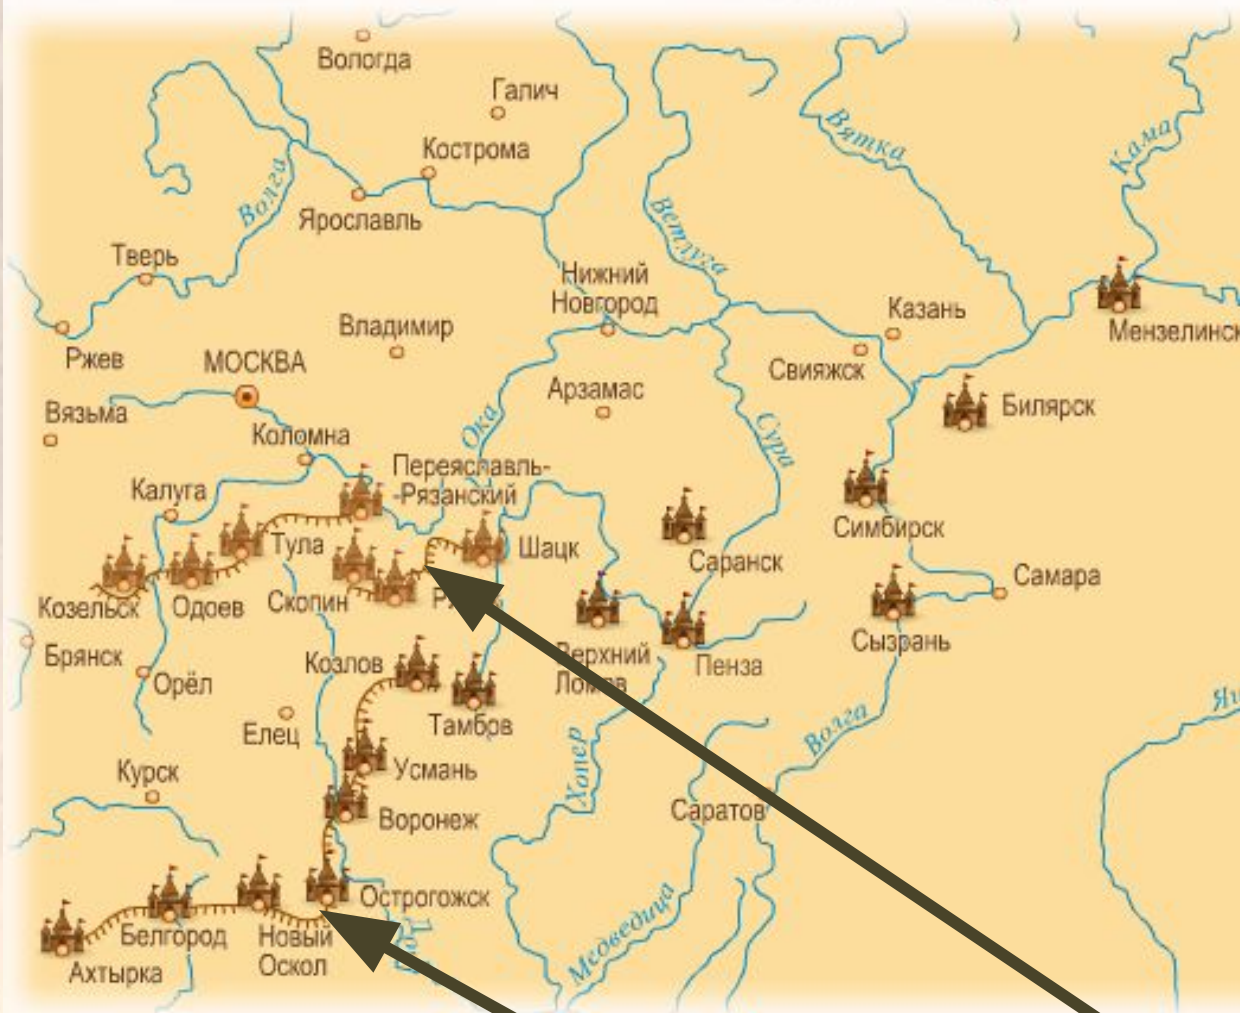 Вологда
Галич
Кострома
Вятка
Кама
Волга
Ярославль
Ветлуга
Тверь
Нижний
Новгород
Казань
Владимир
Мензелинск
Ржев
МОСКВА
Свияжск
Арзамас
Вязьма
Билярск
Ока
Сура
Коломна
Переяславль-
-Рязанский
Калуга
Симбирск
Тула
Шацк
Саранск
Самара
Козельск
Одоев
Скопин
Сызрань
Брянск
Козлов
Верхний
Ломов
Пенза
Орёл
Елец
Тамбов
Волга
Курск
Усмань
Хопер
Воронеж
Саратов
Острогожск
Медведица
Белгород
Новый
Оскол
Ахтырка